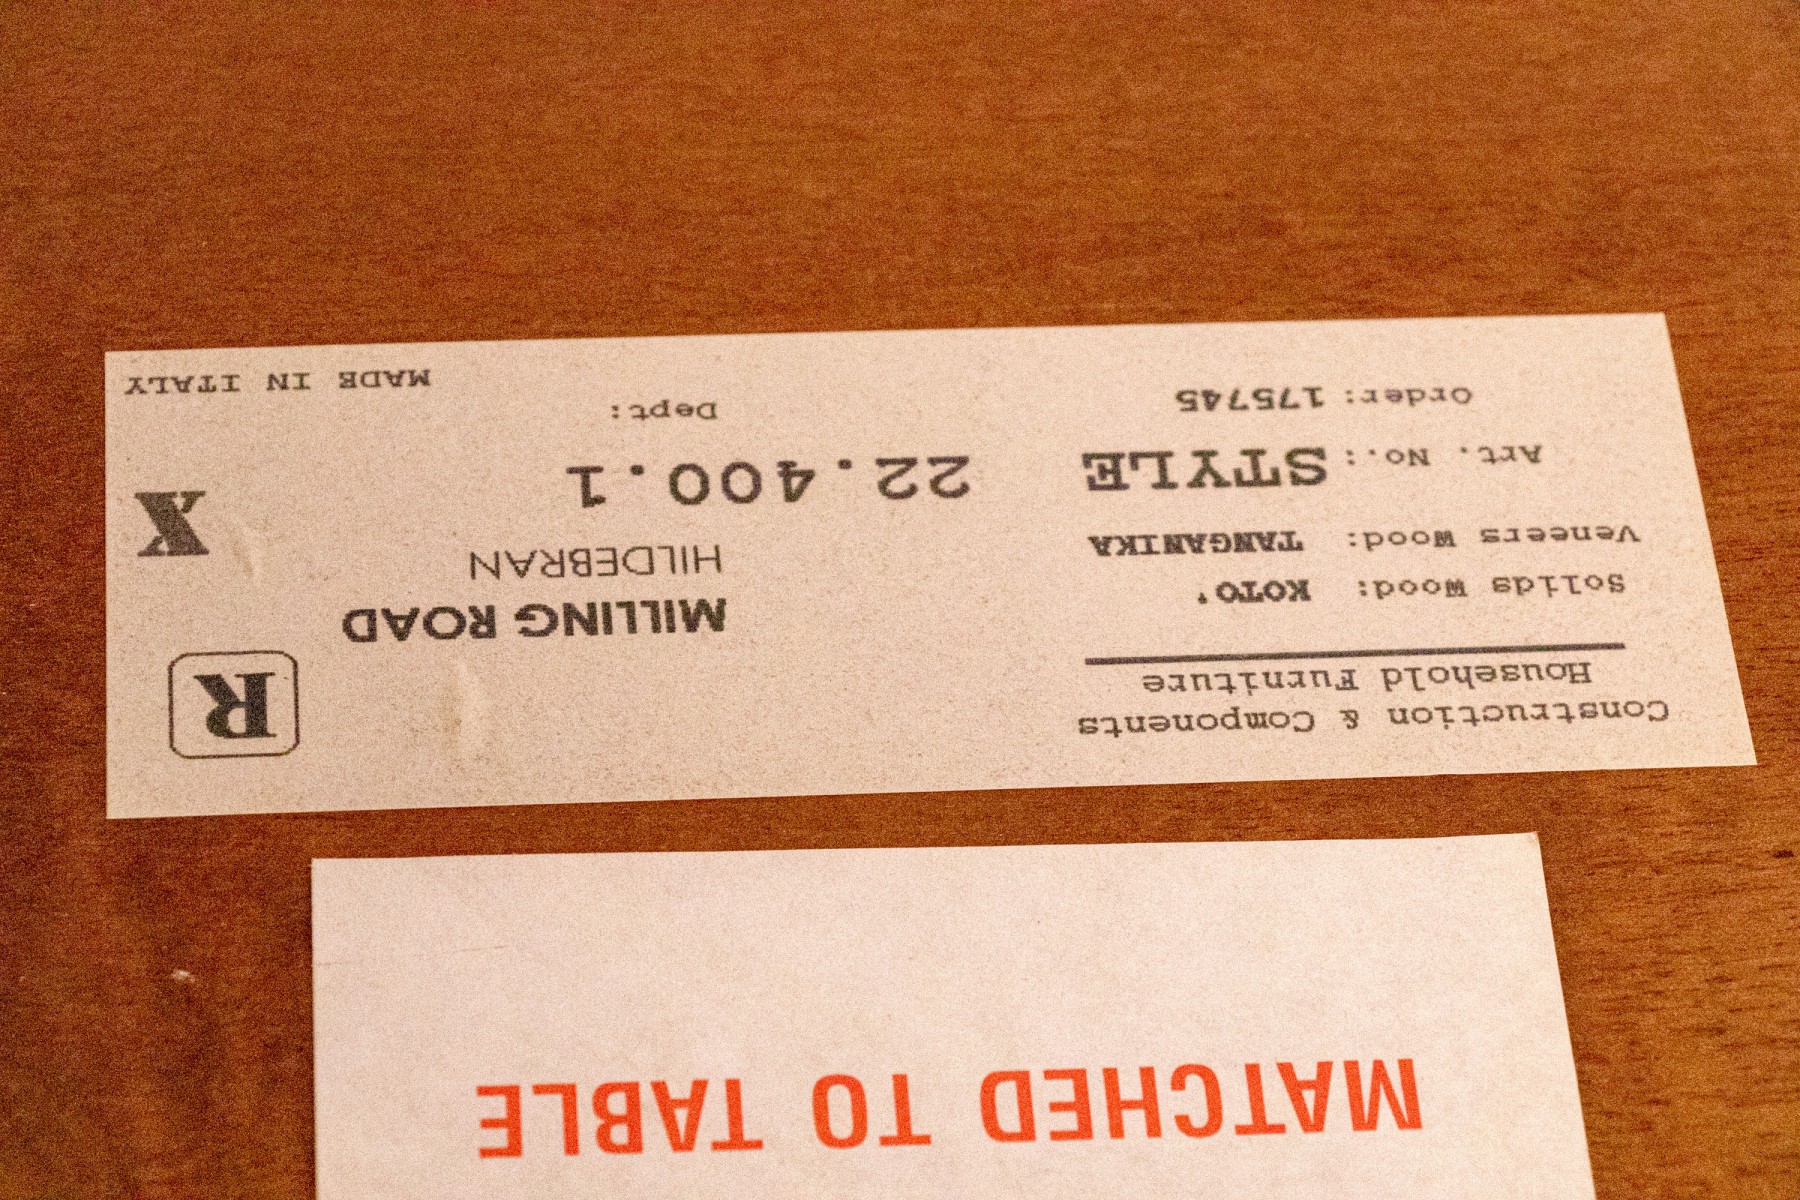 Construction & Components
Household Furniture
Solids Wood: KOTO'.
Veneers Wood: TANGANIKA
Art. No.: STYLE
Order: 175745
MILLING ROAD
HILDEBRAN
22.400.1
Dept:
R
X
MADE IN ITALY
MATCHED TO TABLE